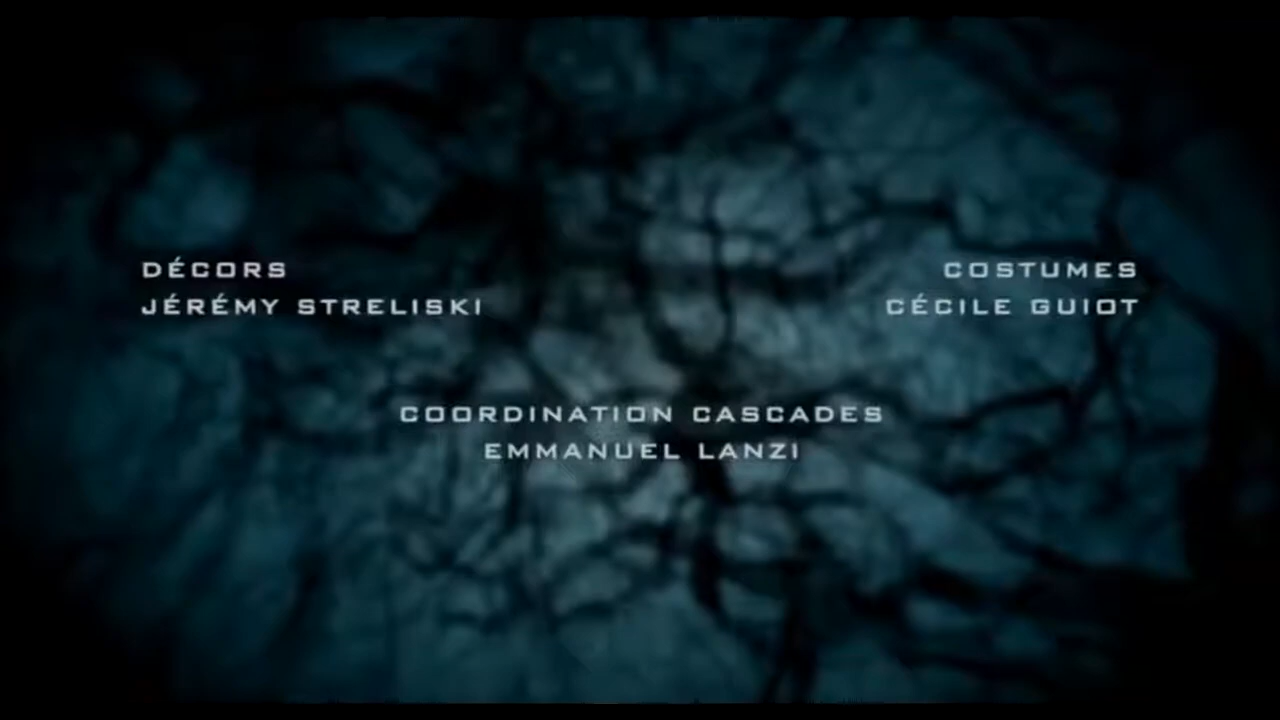 DÉCORS
JÉRÉMY STRELISKI
COSTUMES
CÉCILE GUIOT
COORDINATION CASCADES
EMMANUEL LANZI